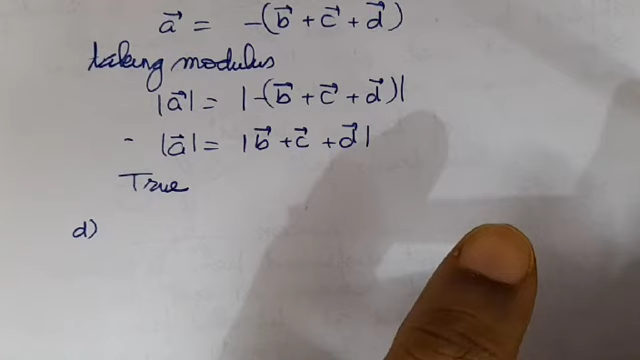 a⃗ = -(b⃗ + c⃗ + d⃗)
taking modulus
|a⃗| = |-(b⃗ + c⃗ + d⃗)|
- |a⃗| = |b⃗ + c⃗ + d⃗|
True
d)